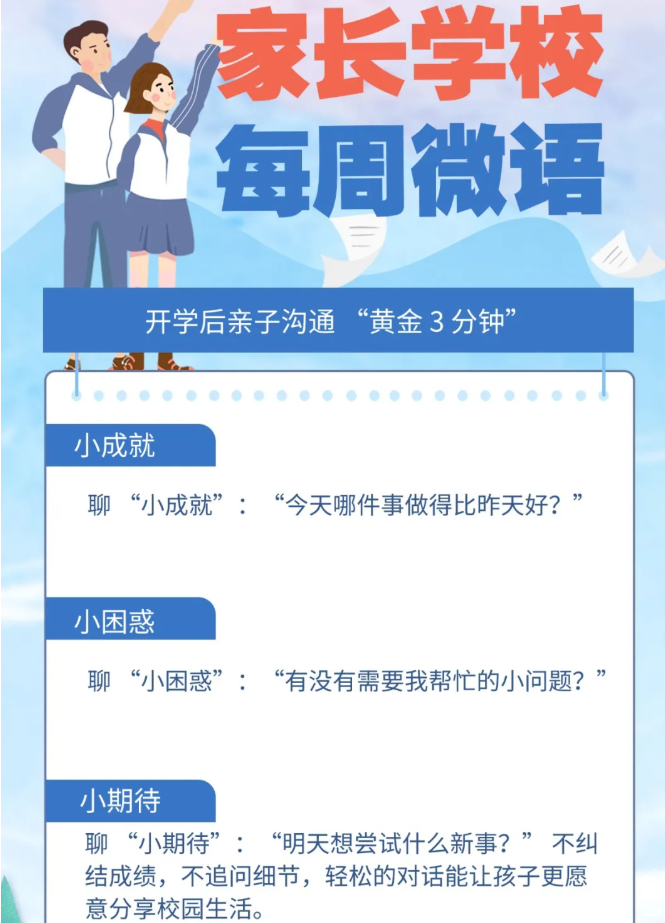 家长学校
每周微语
开学后亲子沟通 “黄金 3 分钟”
小成就
聊 “小成就”： “今天哪件事做得比昨天好？”
小困惑
聊 “小困惑”： “有没有需要我帮忙的小问题？”
小期待
聊 “小期待”： “明天想尝试什么新事？” 不纠
结成绩，不追问细节，轻松的对话能让孩子更愿
意分享校园生活。